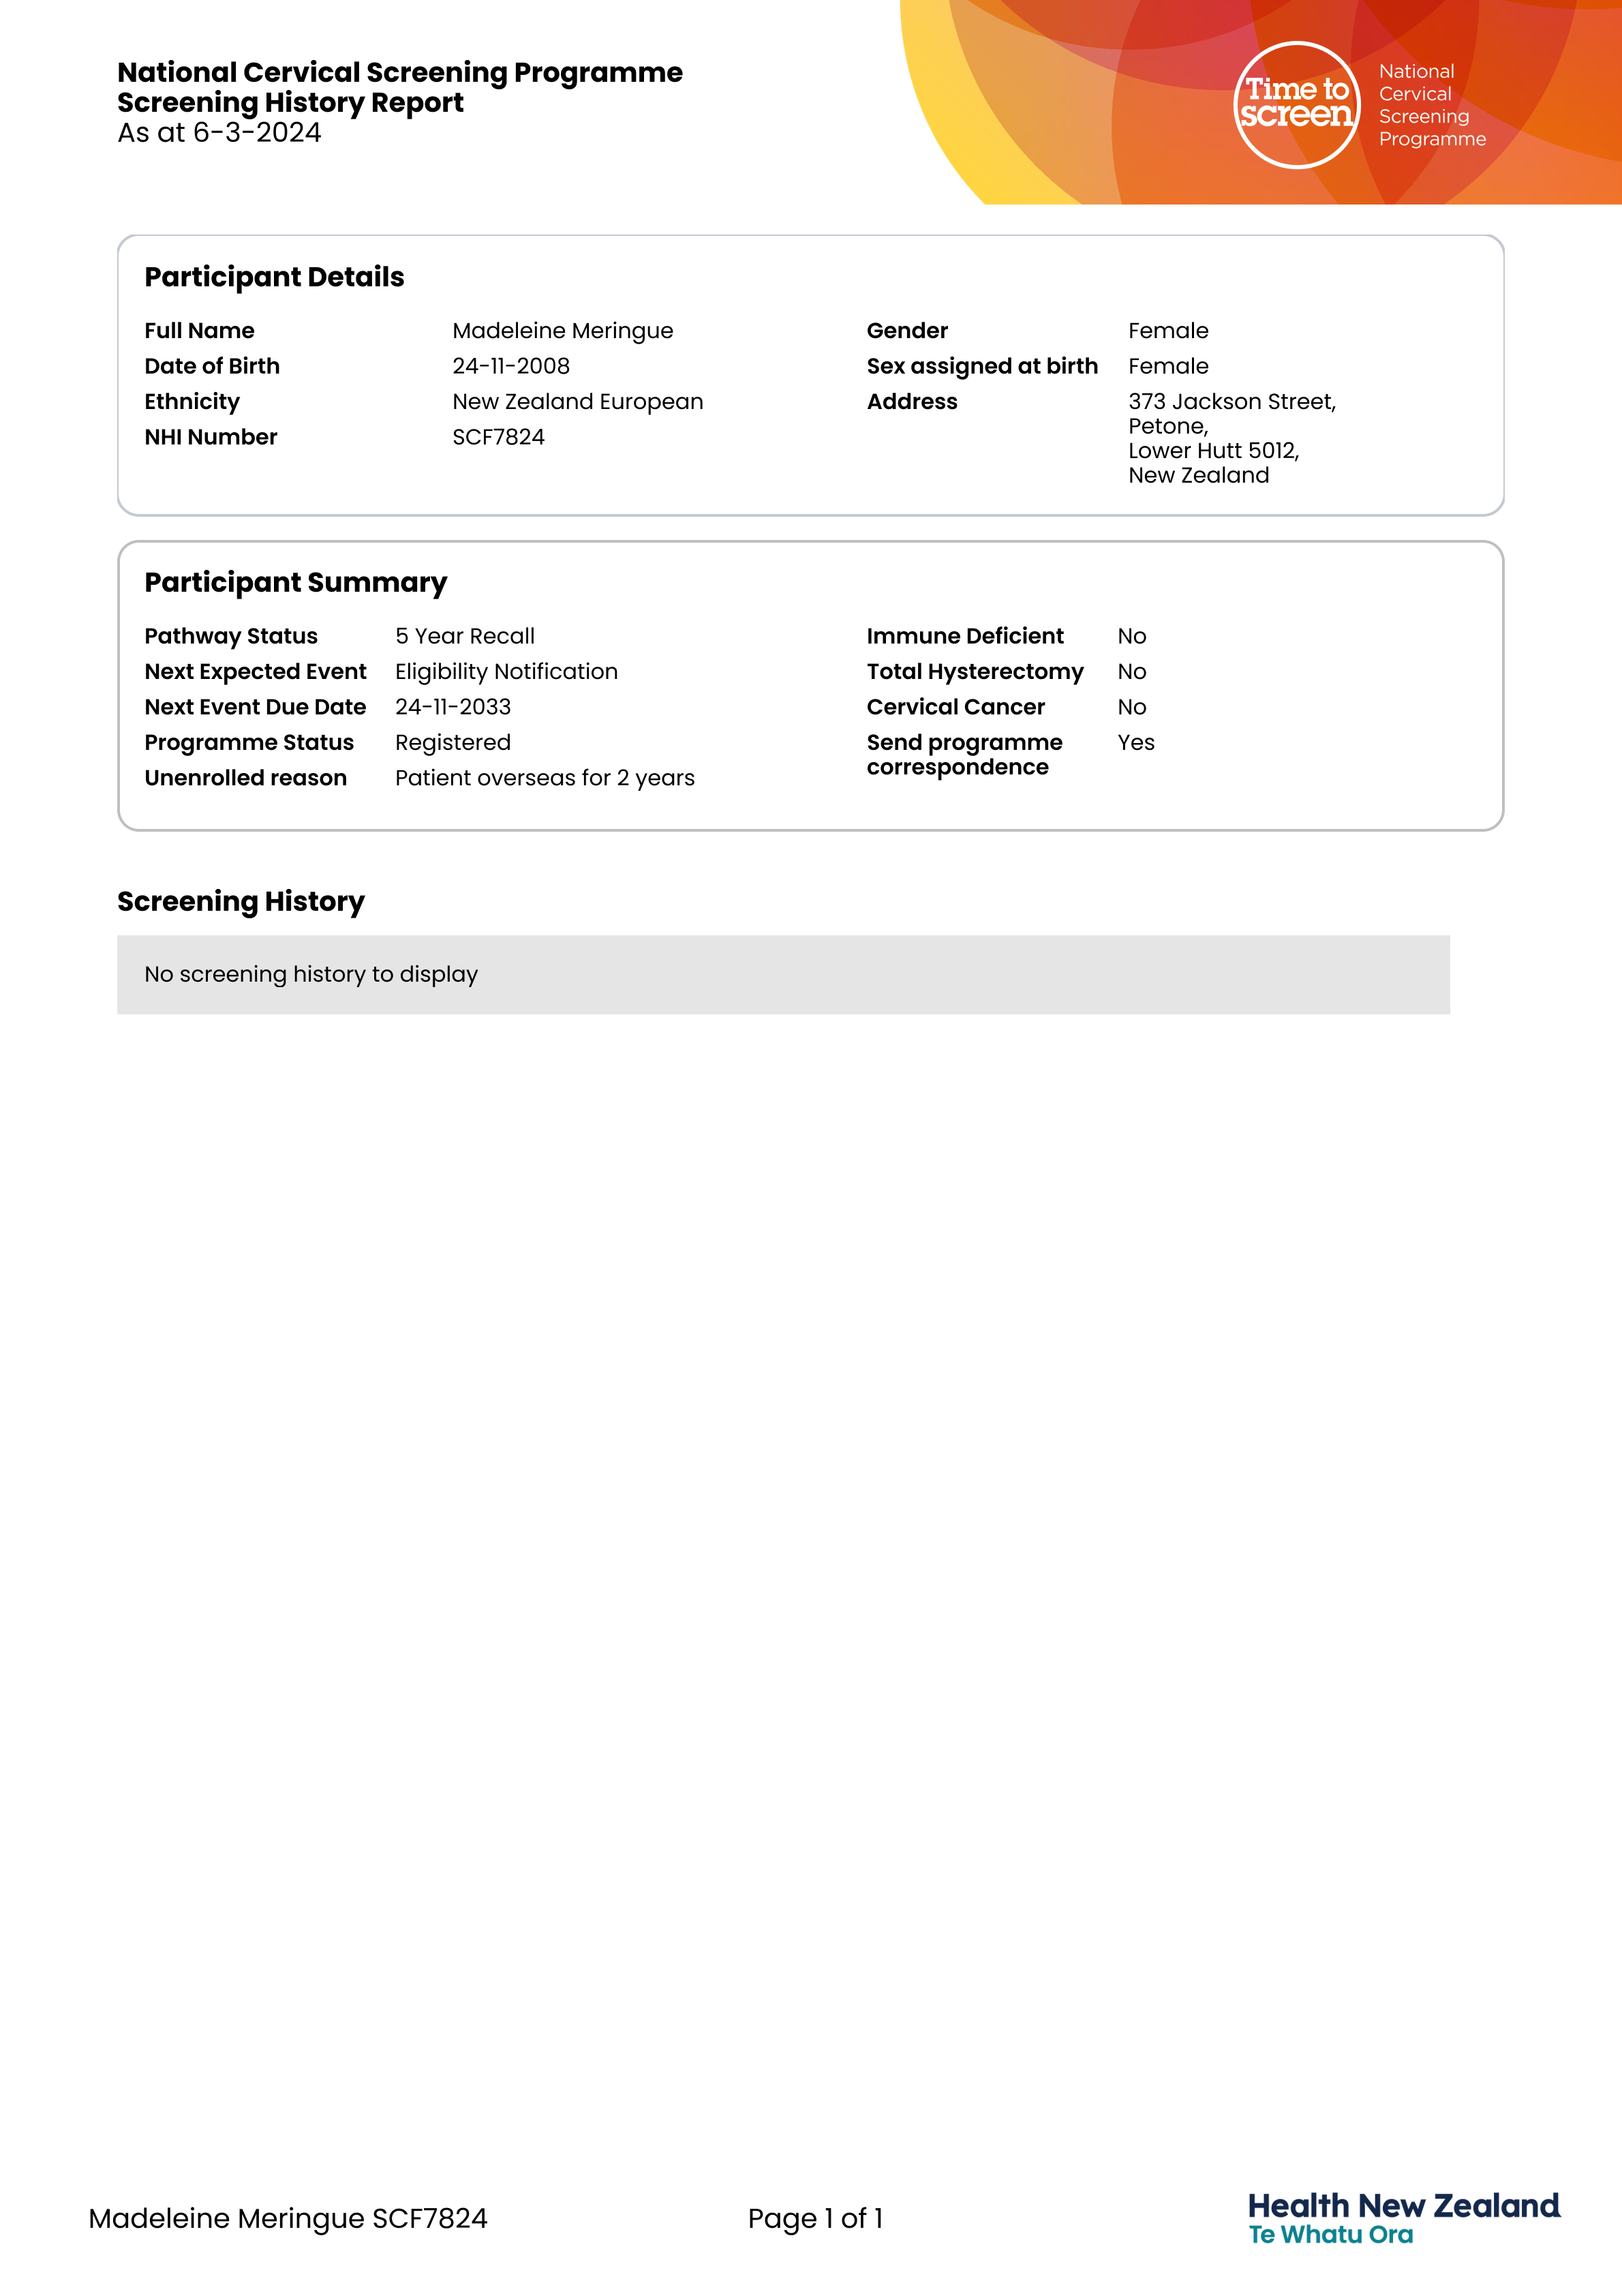 National Cervical Screening Programme
Screening History Report
As at 6-3-2024
Time to
screen
National
Cervical
Screening
Programme
Participant Details
Full Name Madeleine Meringue
Date of Birth 24-11-2008
Ethnicity New Zealand European
NHI Number SCF7824
Gender Female
Sex assigned at birth Female
Address 373 Jackson Street,
Petone,
Lower Hutt 5012,
New Zealand
Participant Summary
Pathway Status 5 Year Recall
Next Expected Event Eligibility Notification
Next Event Due Date 24-11-2033
Programme Status Registered
Unenrolled reason Patient overseas for 2 years
Immune Deficient No
Total Hysterectomy No
Cervical Cancer No
Send programme Yes
correspondence
Screening History
No screening history to display
Madeleine Meringue SCF7824
Page 1 of 1
Health New Zealand
Te Whatu Ora